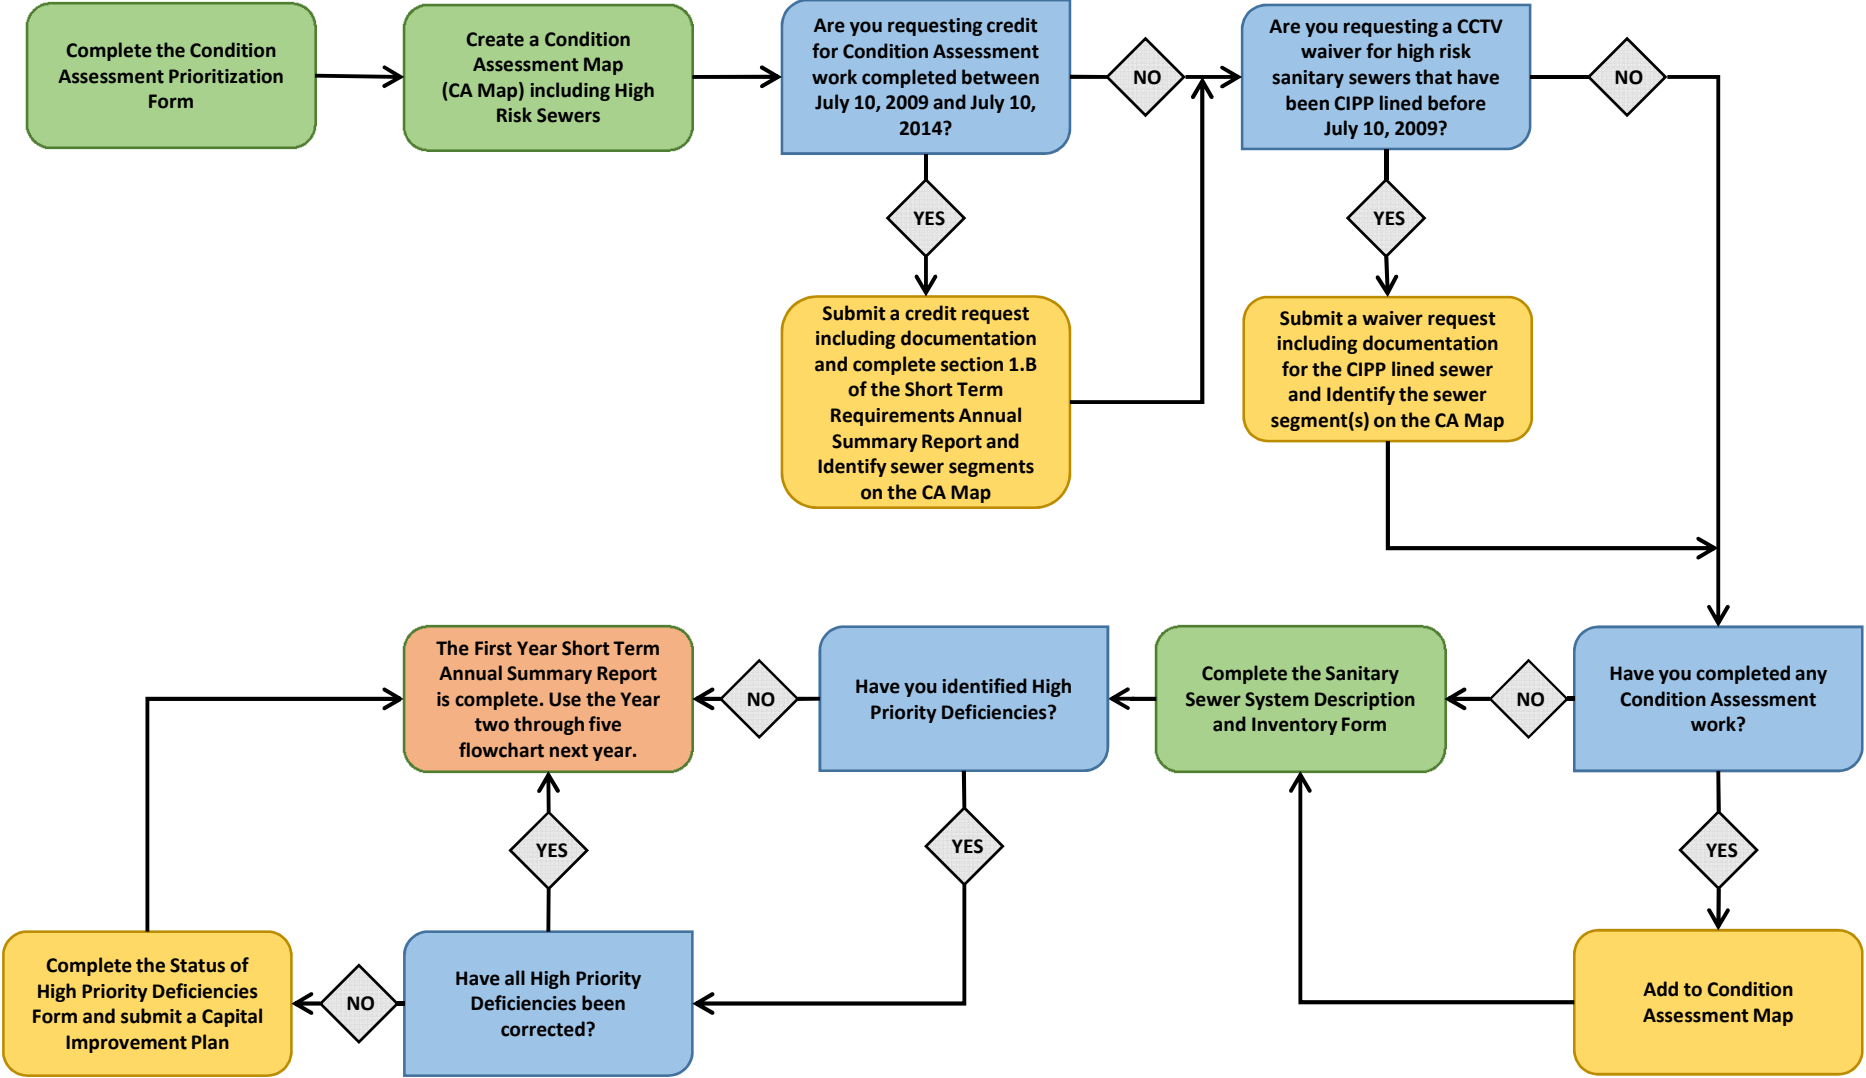 Complete the Condition
Assessment Prioritization
Form
Create a Condition
Assessment Map
(CA Map) including High
Risk Sewers
Are you requesting credit
for Condition Assessment
work completed between
July 10, 2009 and July 10,
2014?
NO
Are you requesting a CCTV
waiver for high risk
sanitary sewers that have
been CIPP lined before
July 10, 2009?
NO
YES
YES
Submit a credit request
including documentation
and complete section 1.B
of the Short Term
Requirements Annual
Summary Report and
Identify sewer segments
on the CA Map
Submit a waiver request
including documentation
for the CIPP lined sewer
and Identify the sewer
segment(s) on the CA Map
The First Year Short Term
Annual Summary Report
is complete. Use the Year
two through five
flowchart next year.
NO
Have you identified High
Priority Deficiencies?
Complete the Sanitary
Sewer System Description
and Inventory Form
NO
Have you completed any
Condition Assessment
work?
YES
YES
YES
Complete the Status of
High Priority Deficiencies
Form and submit a Capital
Improvement Plan
NO
Have all High Priority
Deficiencies been
corrected?
Add to Condition
Assessment Map